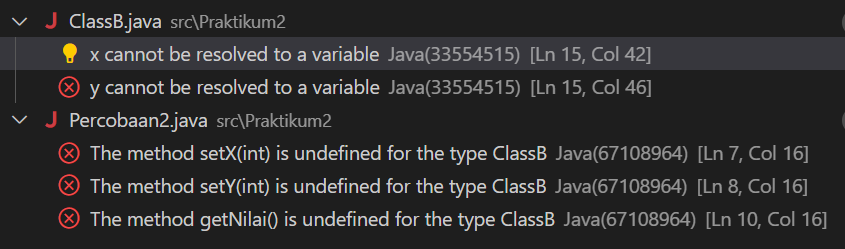 ClassB.java src\Praktikum2
x cannot be resolved to a variable Java(33554515) [Ln 15, Col 42]
y cannot be resolved to a variable Java(33554515) [Ln 15, Col 46]
Percobaan2.java src\Praktikum2
The method setX(int) is undefined for the type ClassB Java(67108964) [Ln 7, Col 16]
The method setY(int) is undefined for the type ClassB Java(67108964) [Ln 8, Col 16]
The method getNilai() is undefined for the type ClassB Java(67108964) [Ln 10, Col 16]